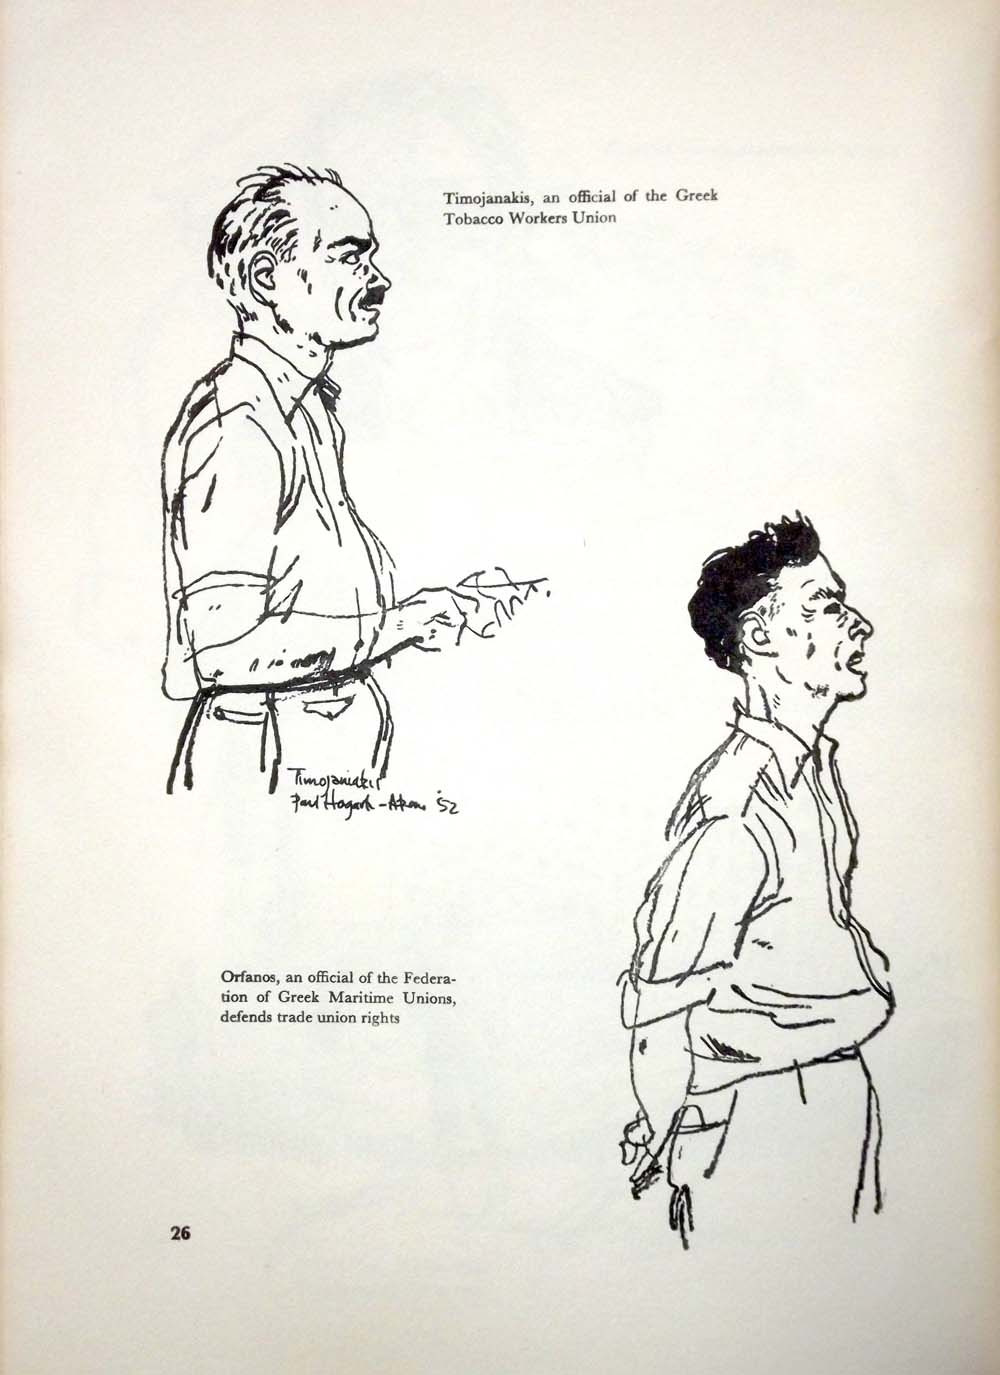 Timojanakis, an official of the Greek
Tobacco Workers Union
Timojaniakis
Paul Hogarth - '52
Orfanos, an official of the Federa-
tion of Greek Maritime Unions,
defends trade union rights
26